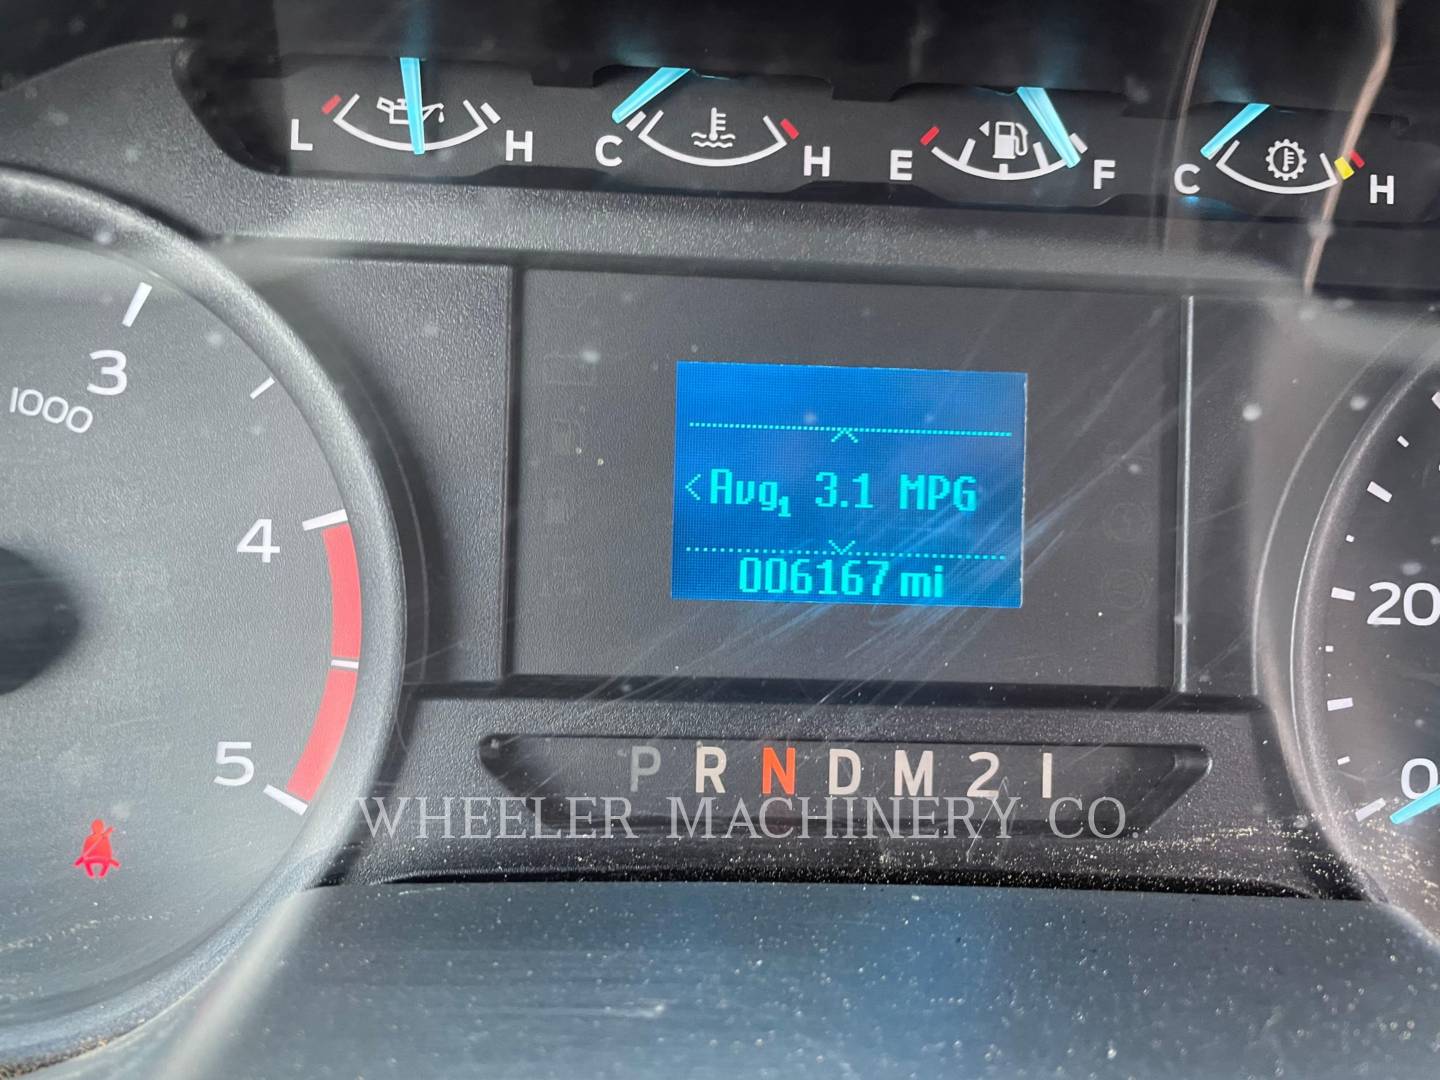 L H C H E F C H
3
1000
Avg1 3.1 MPG
4
006167 mi
20
P R N D M 2 1
5
0
WHEELER MACHINERY CO.